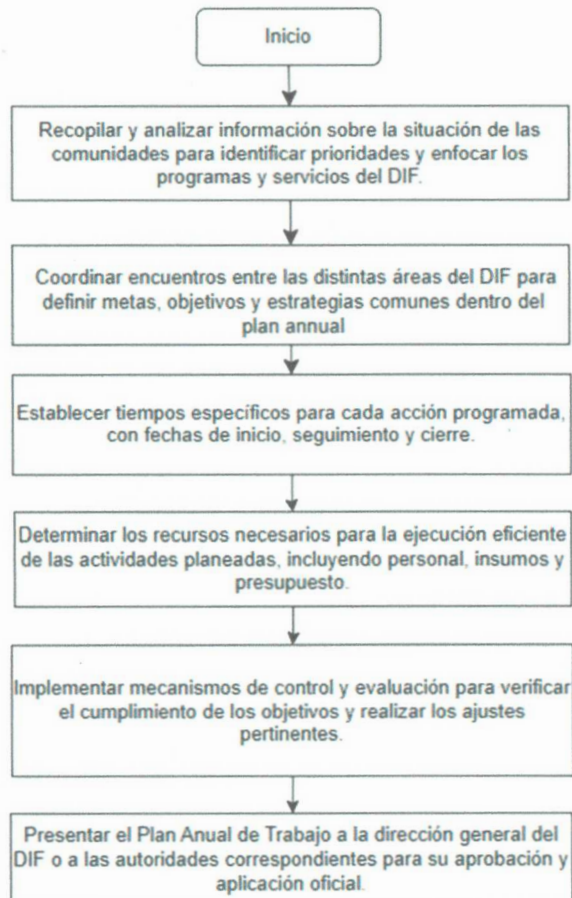 Inicio
Recopilar y analizar información sobre la situación de las
comunidades para identificar prioridades y enfocar los
programas y servicios del DIF.
Coordinar encuentros entre las distintas áreas del DIF para
definir metas, objetivos y estrategias comunes dentro del
plan annual
Establecer tiempos específicos para cada acción programada,
con fechas de inicio, seguimiento y cierre.
Determinar los recursos necesarios para la ejecución eficiente
de las actividades planeadas, incluyendo personal, insumos y
presupuesto.
Implementar mecanismos de control y evaluación para verificar
el cumplimiento de los objetivos y realizar los ajustes
pertinentes.
Presentar el Plan Anual de Trabajo a la dirección general del
DIF o a las autoridades correspondientes para su aprobación y
aplicación oficial.